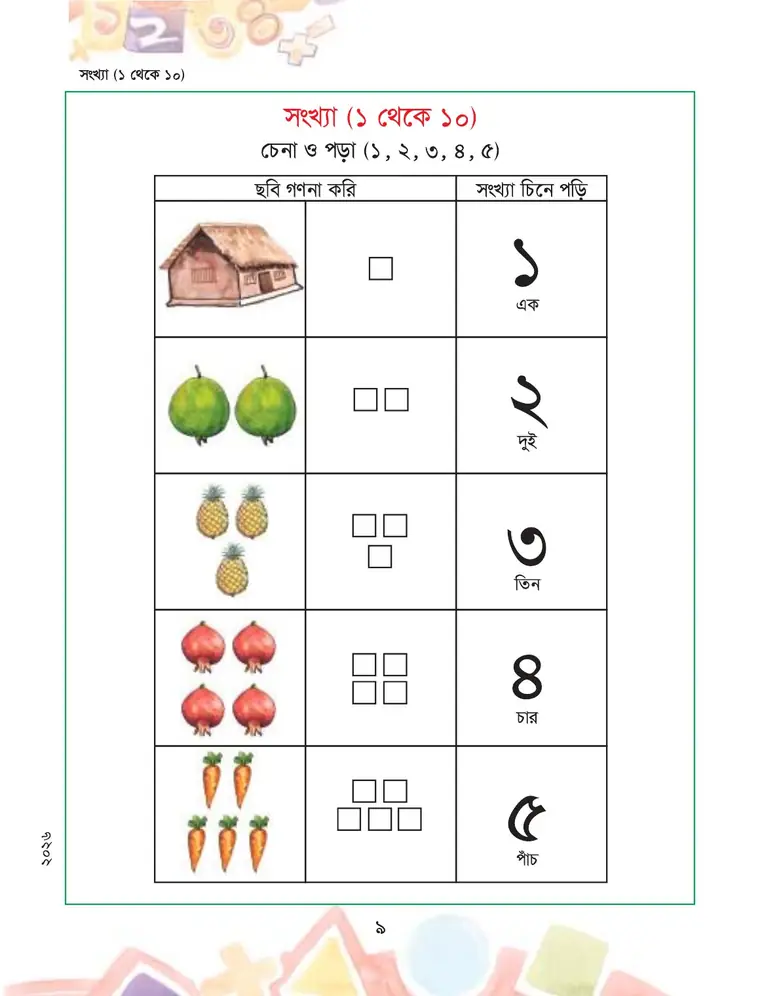 সংখ্যা (১ থেকে ১০)
সংখ্যা (১ থেকে ১০)
চেনা ও পড়া (১, ২, ৩, ৪, ৫)
ছবি গণনা করি সংখ্যা চিনে পড়ি
১
এক
২
দুই
৩
তিন
৪
চার
৫
পাঁচ
২০২৬
৯